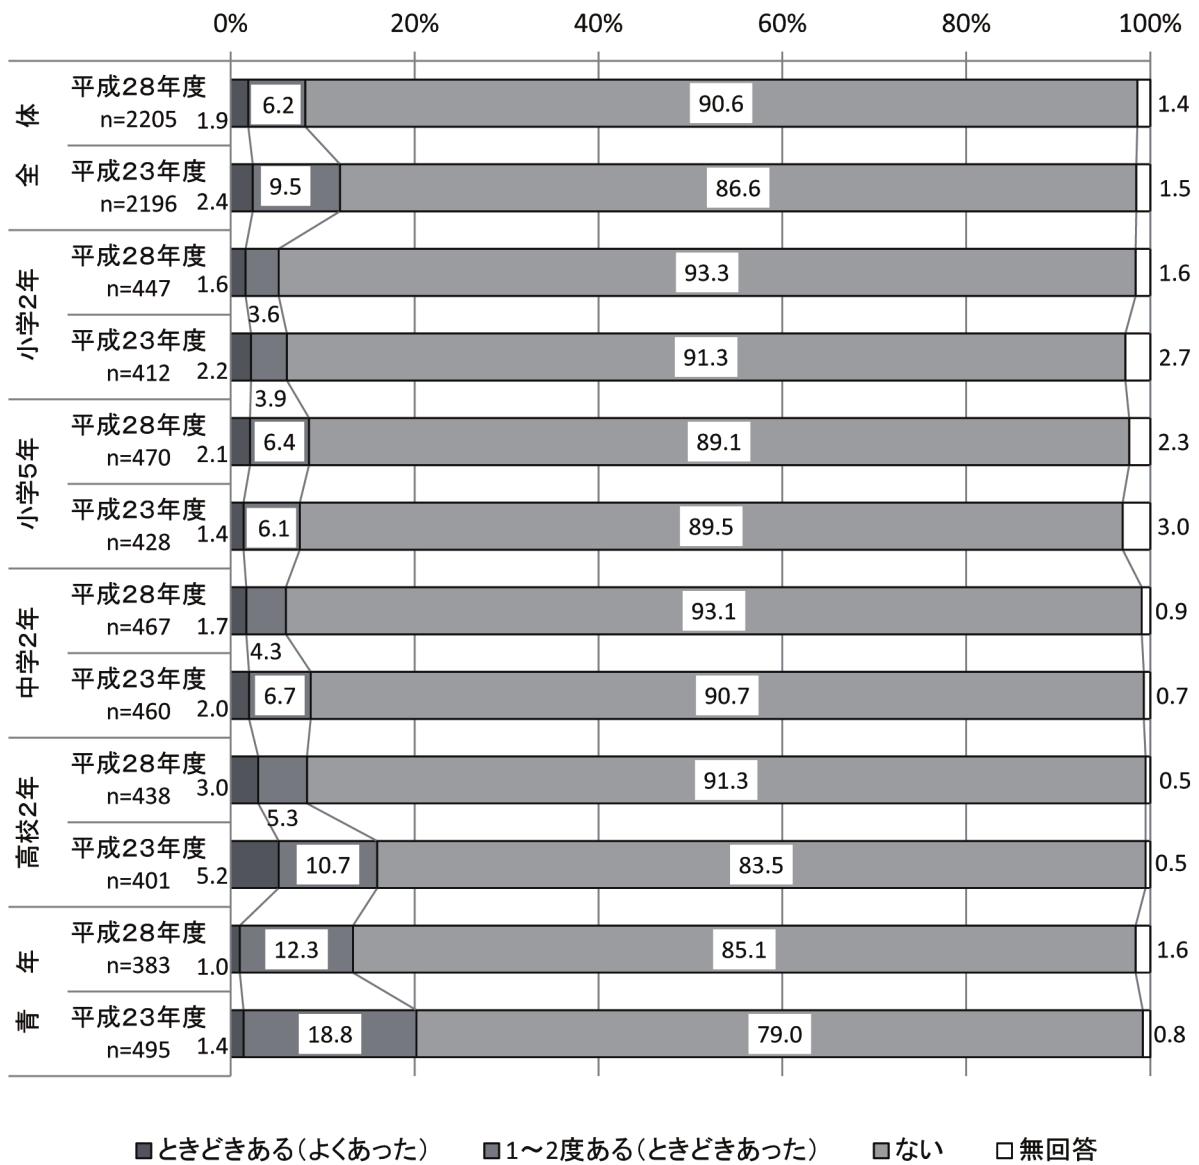 0% 20% 40% 60% 80% 100%
全体
平成28年度
n=2205 1.9 6.2 90.6 1.4
平成23年度
n=2196 2.4 9.5 86.6 1.5
小学2年
平成28年度
n=447 1.6 3.6 93.3 1.6
平成23年度
n=412 2.2 3.9 91.3 2.7
小学5年
平成28年度
n=470 2.1 6.4 89.1 2.3
平成23年度
n=428 1.4 6.1 89.5 3.0
中学2年
平成28年度
n=467 1.7 4.3 93.1 0.9
平成23年度
n=460 2.0 6.7 90.7 0.7
高校2年
平成28年度
n=438 3.0 5.3 91.3 0.5
平成23年度
n=401 5.2 10.7 83.5 0.5
青年
平成28年度
n=383 1.0 12.3 85.1 1.6
平成23年度
n=495 1.4 18.8 79.0 0.8
ときどきある(よくあった) 1～2度ある(ときどきあった) ない 無回答